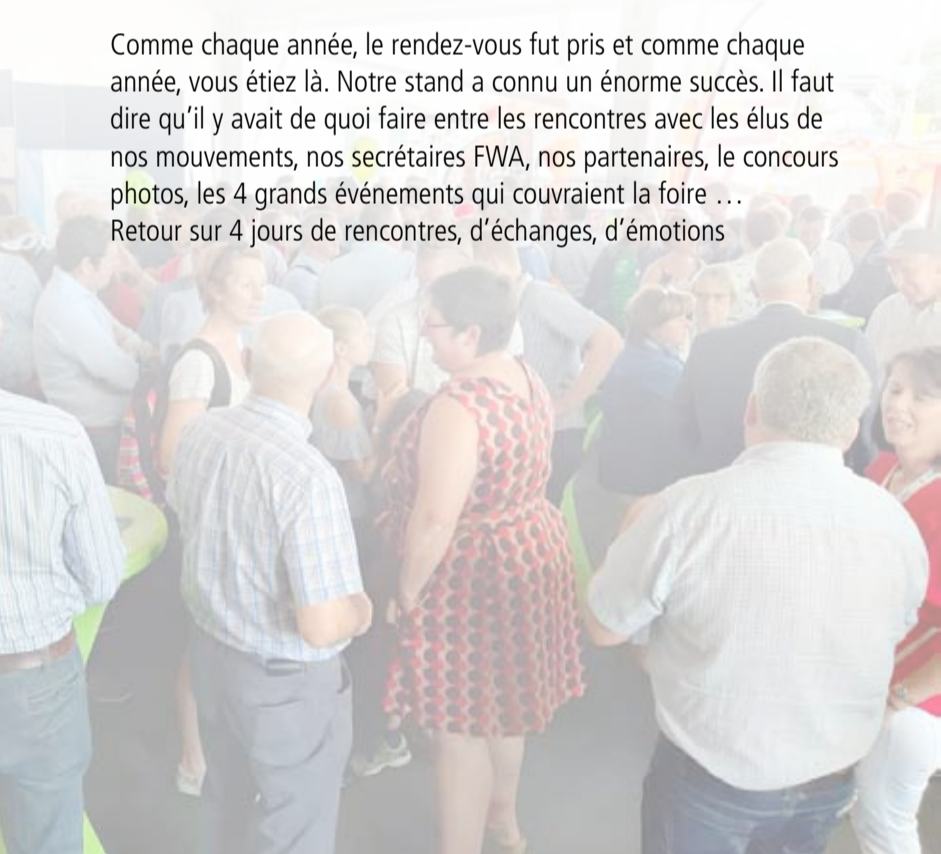 Comme chaque année, le rendez-vous fut pris et comme chaque
année, vous étiez là. Notre stand a connu un énorme succès. Il faut
dire qu’il y avait de quoi faire entre les rencontres avec les élus de
nos mouvements, nos secrétaires FWA, nos partenaires, le concours
photos, les 4 grands événements qui couvraient la foire …
Retour sur 4 jours de rencontres, d’échanges, d’émotions